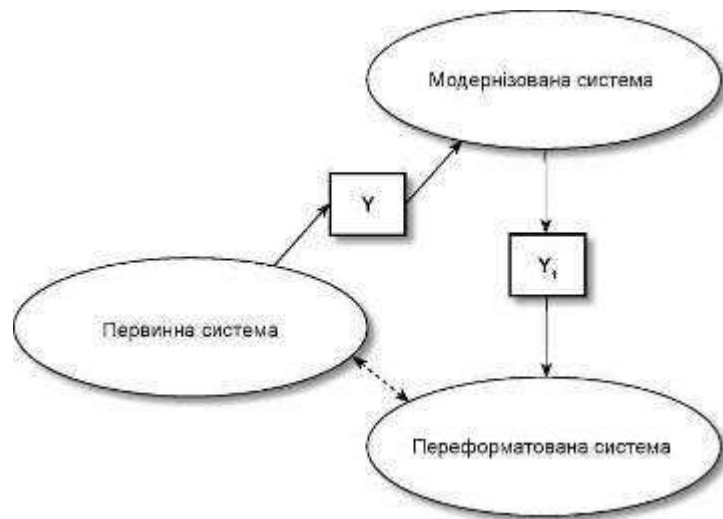 Модернізована система
Y
Y₁
Первинна система
Переформатована система